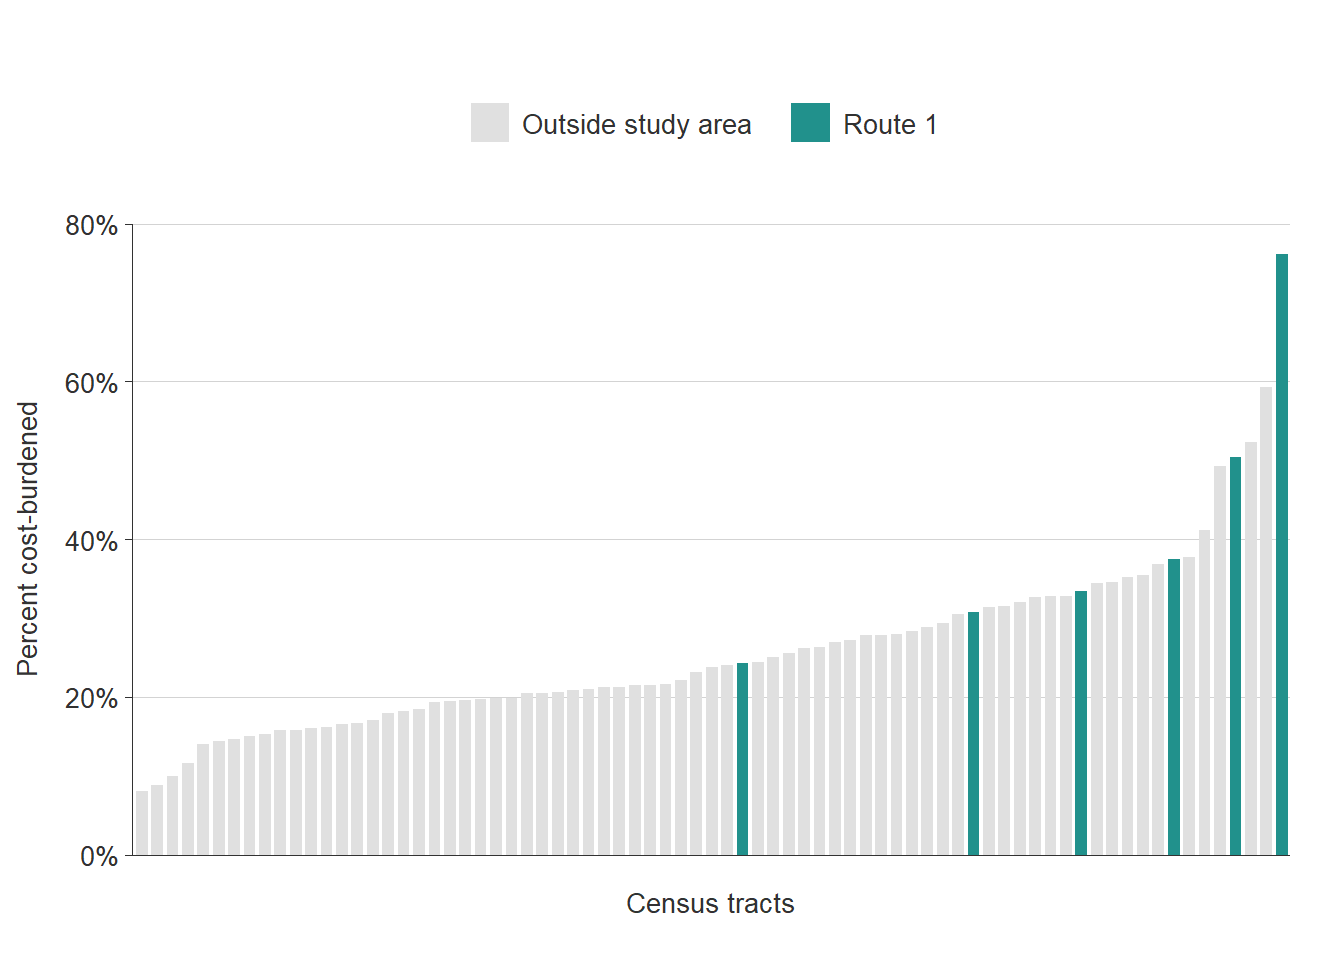 Outside study area
Route 1
80%
60%
40%
20%
0%
Percent cost-burdened
Census tracts